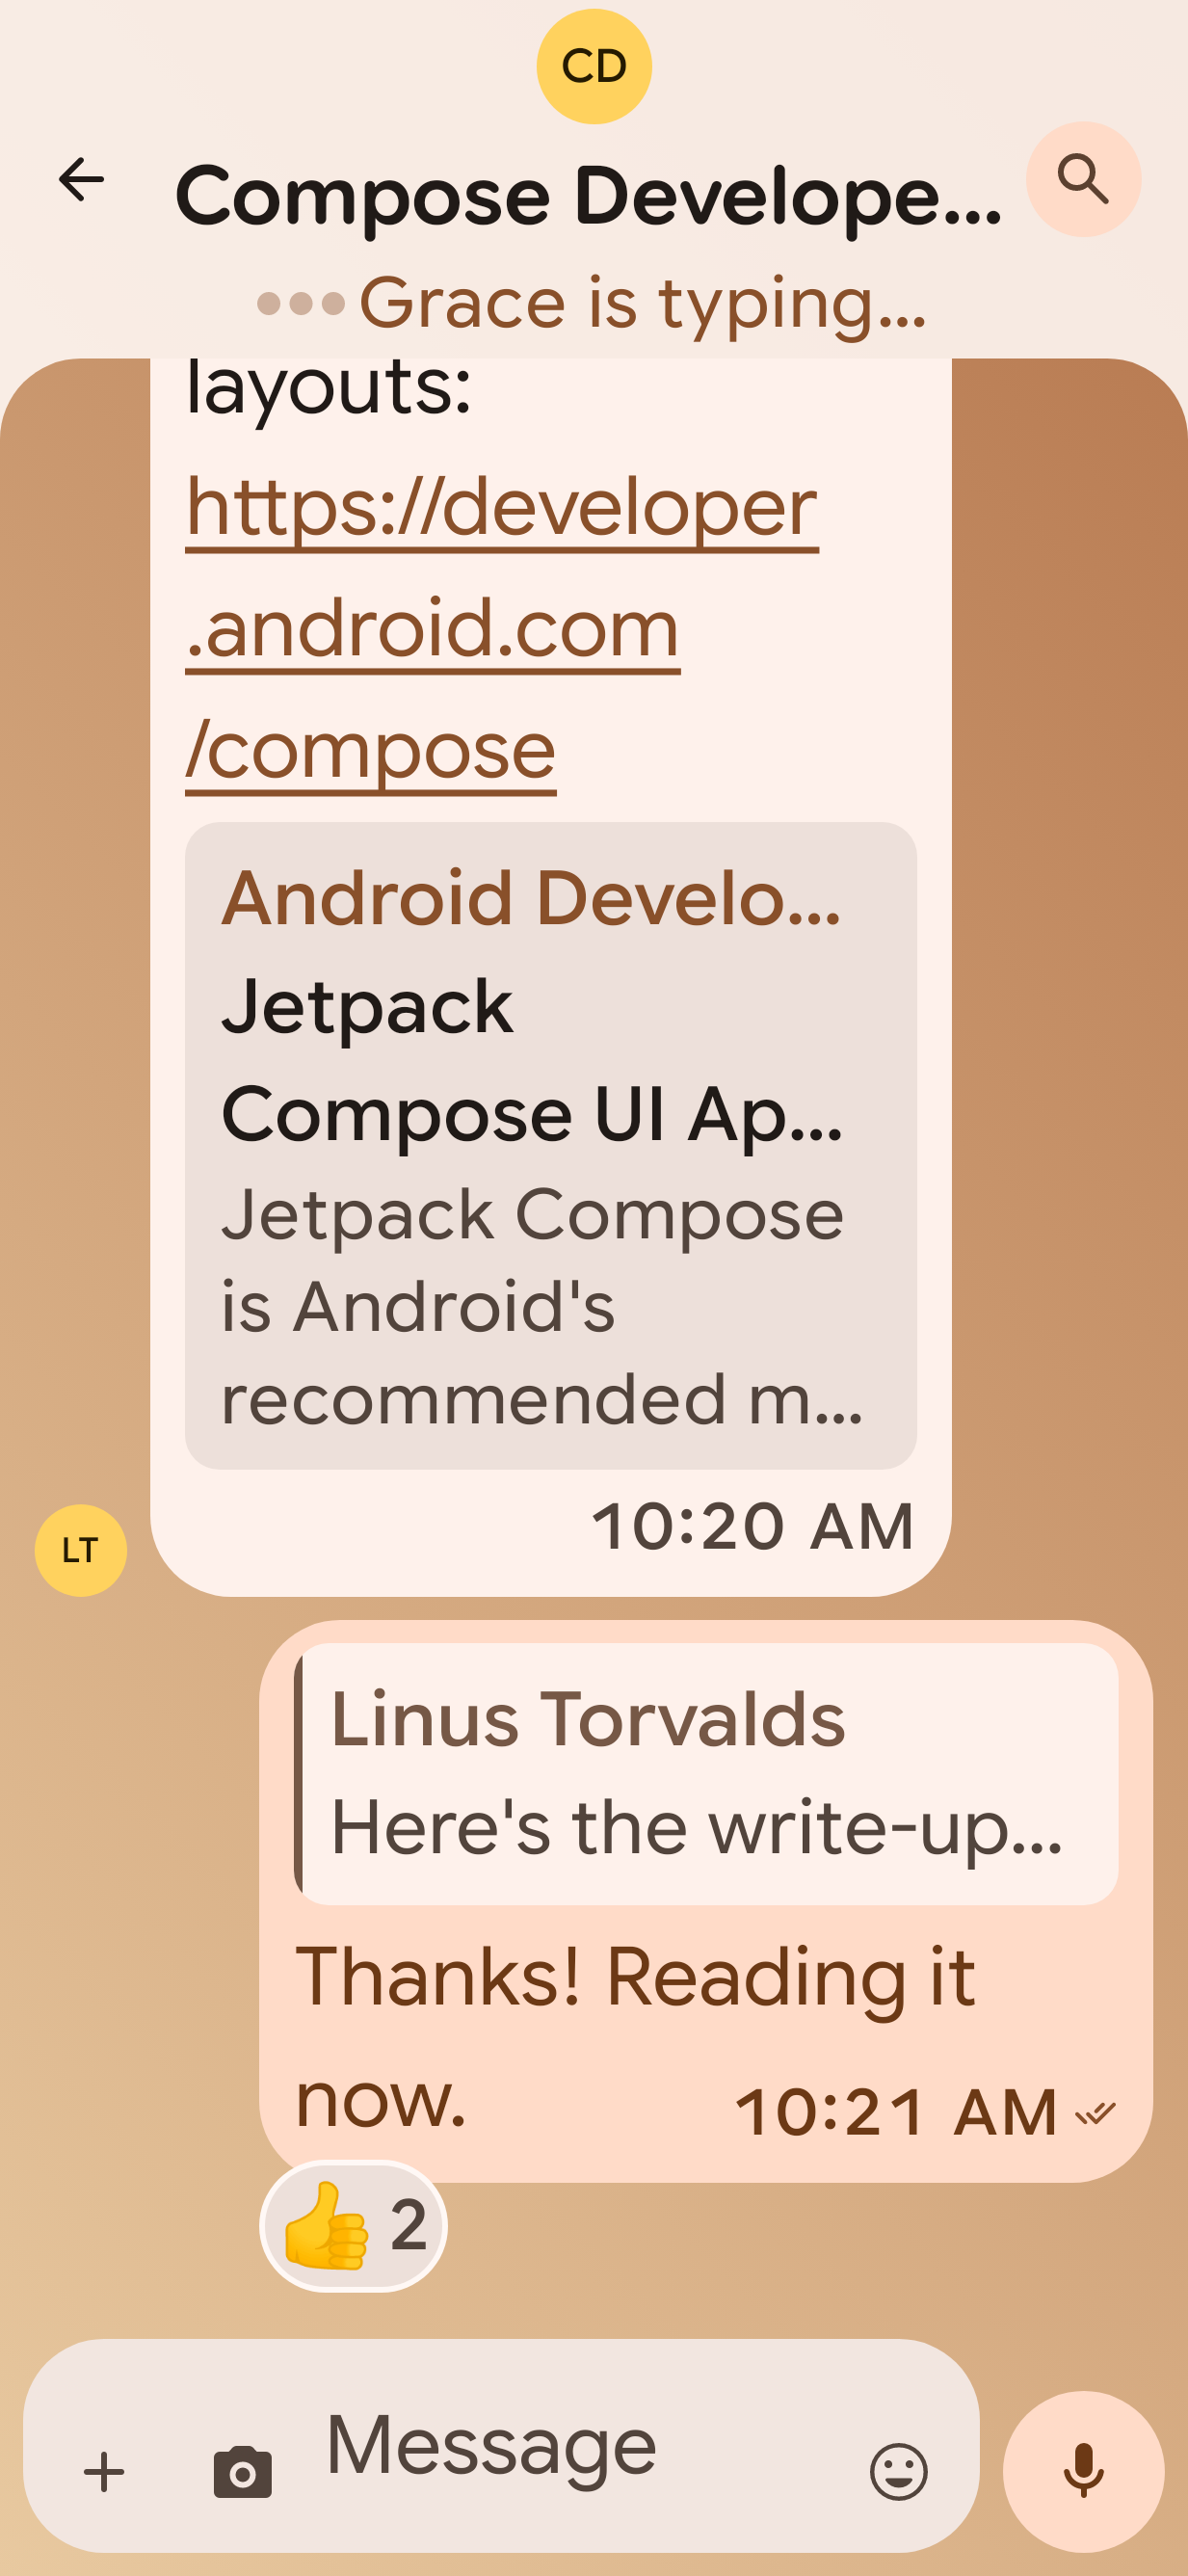 CD
Compose Develope...
Grace is typing...
layouts:
https://developer
.android.com
/compose
Android Develo...
Jetpack
Compose UI Ap...
Jetpack Compose
is Android's
recommended m...
10:20 AM
LT
Linus Torvalds
Here's the write-up...
Thanks! Reading it
now.
10:21 AM
👍 2
Message